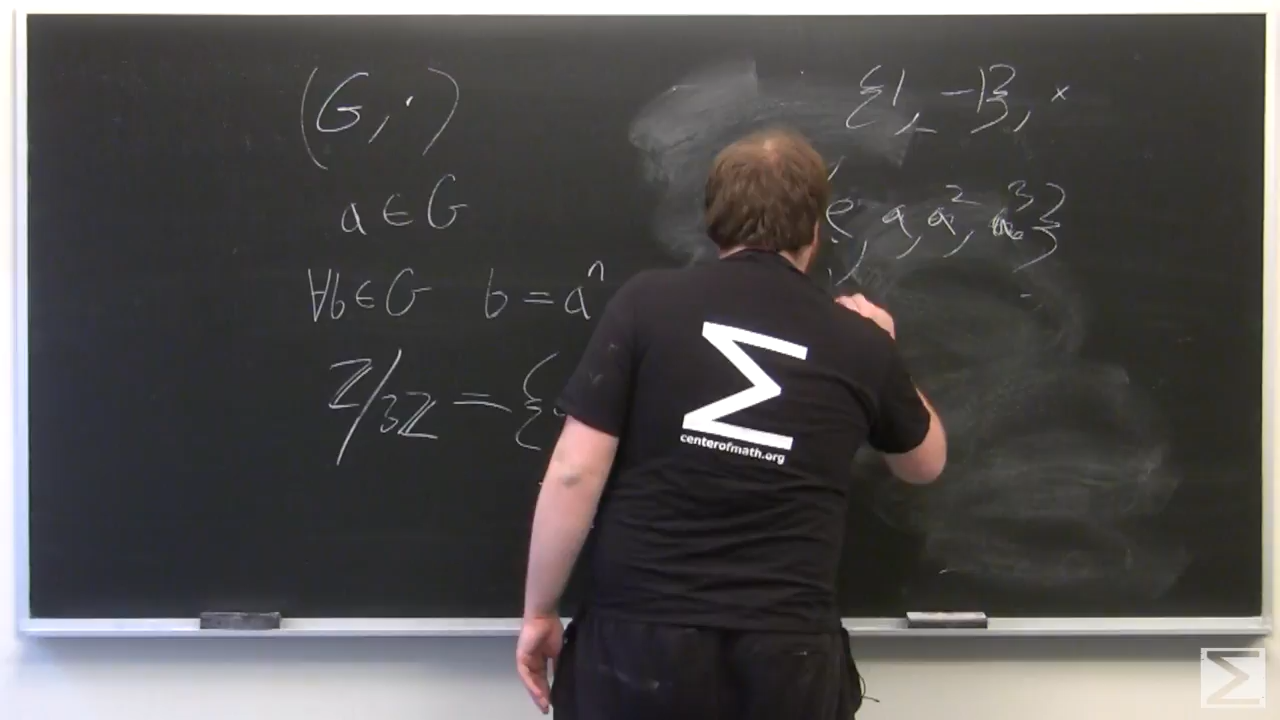 (G, ·)
a ∈ G
∀b ∈ G b = aⁿ
ℤ/3ℤ = {
{1, -1}, ×
e, a, a², a³}
centerofmath.org